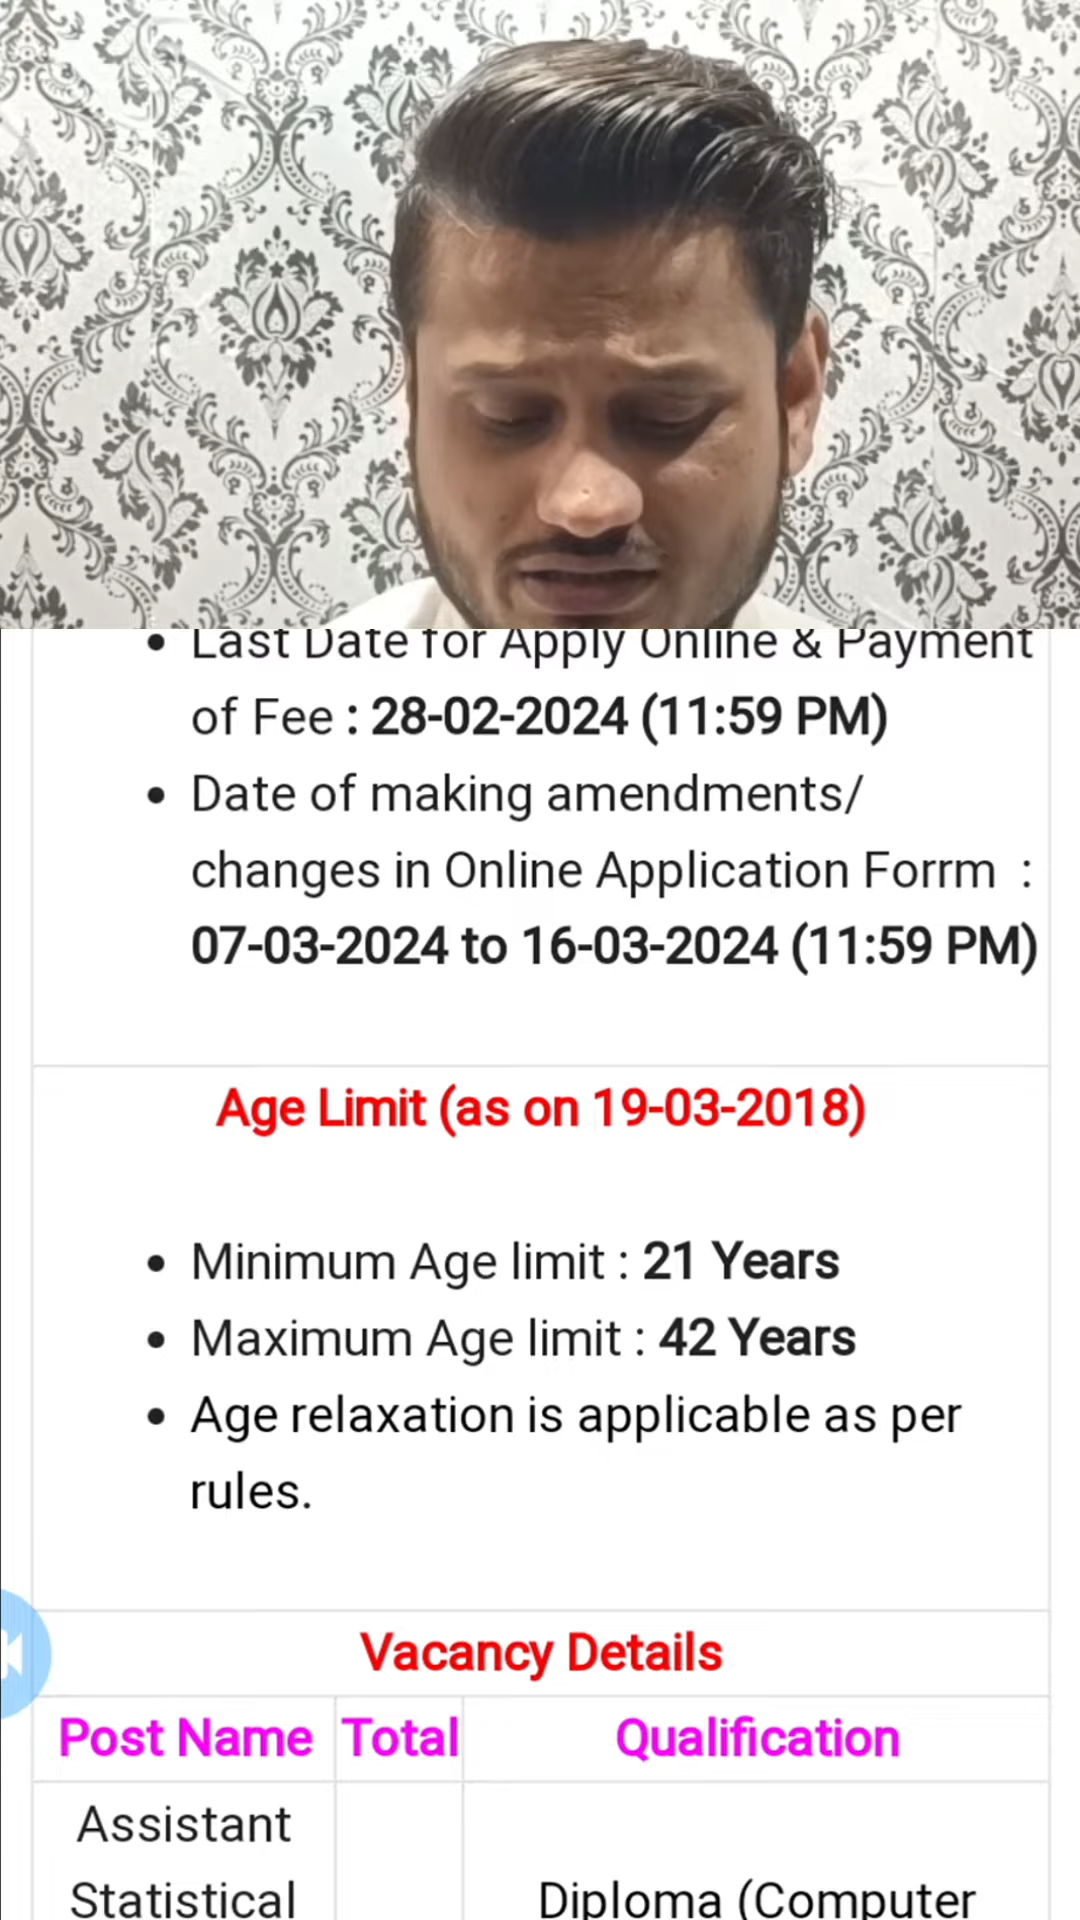 Last Date for Apply Online & Payment
of Fee : 28-02-2024 (11:59 PM)
Date of making amendments/
changes in Online Application Forrm :
07-03-2024 to 16-03-2024 (11:59 PM)
Age Limit (as on 19-03-2018)
Minimum Age limit : 21 Years
Maximum Age limit : 42 Years
Age relaxation is applicable as per
rules.
Vacancy Details
Post Name Total Qualification
Assistant
Statistical Diploma (Computer